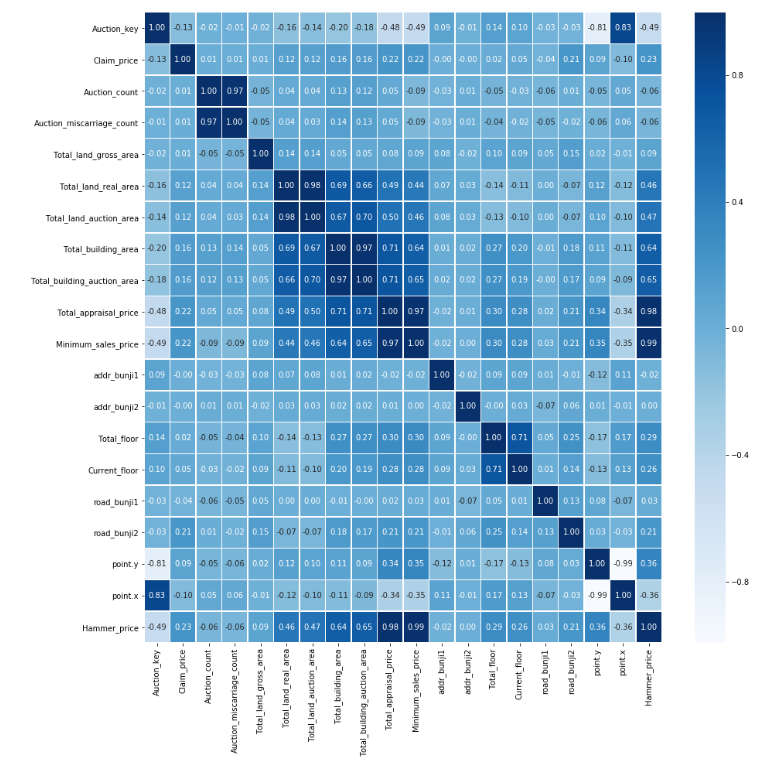 Auction_key 1.00 -0.13 -0.02 -0.01 -0.02 -0.16 -0.14 -0.20 -0.18 -0.48 -0.49 0.09 -0.01 0.14 0.10 -0.03 -0.03 -0.81 0.83 -0.49
Claim_price -0.13 1.00 0.01 0.01 0.01 0.12 0.12 0.16 0.16 0.22 0.22 -0.00 -0.00 0.02 0.05 -0.04 0.21 0.09 -0.10 0.23
0.8
Auction_count -0.02 0.01 1.00 0.97 -0.05 0.04 0.04 0.13 0.12 0.05 -0.09 -0.03 0.01 -0.05 -0.03 -0.06 0.01 -0.05 0.05 -0.06
Auction_miscarriage_count -0.01 0.01 0.97 1.00 -0.05 0.04 0.03 0.14 0.13 0.05 -0.09 -0.03 0.01 -0.04 -0.02 -0.05 -0.02 -0.06 0.06 -0.06
Total_land_gross_area -0.02 0.01 -0.05 -0.05 1.00 0.14 0.14 0.05 0.05 0.08 0.09 0.08 -0.02 0.10 0.09 0.05 0.15 0.02 -0.01 0.09
Total_land_real_area -0.16 0.12 0.04 0.04 0.14 1.00 0.98 0.69 0.66 0.49 0.44 0.07 0.03 -0.14 -0.11 0.00 -0.07 0.12 -0.12 0.46
0.4
Total_land_auction_area -0.14 0.12 0.04 0.03 0.14 0.98 1.00 0.67 0.70 0.50 0.46 0.08 0.03 -0.13 -0.10 0.00 -0.07 0.10 -0.10 0.47
Total_building_area -0.20 0.16 0.13 0.14 0.05 0.69 0.67 1.00 0.97 0.71 0.64 0.01 0.02 0.27 0.20 -0.01 0.18 0.11 -0.11 0.64
Total_building_auction_area -0.18 0.16 0.12 0.13 0.05 0.66 0.70 0.97 1.00 0.71 0.65 0.02 0.02 0.27 0.19 -0.00 0.17 0.09 -0.09 0.65
Total_appraisal_price -0.48 0.22 0.05 0.05 0.08 0.49 0.50 0.71 0.71 1.00 0.97 -0.02 0.01 0.30 0.28 0.02 0.21 0.34 -0.34 0.98
0.0
Minimum_sales_price -0.49 0.22 -0.09 -0.09 0.09 0.44 0.46 0.64 0.65 0.97 1.00 -0.02 0.00 0.30 0.28 0.03 0.21 0.35 -0.35 0.99
addr_bunji1 0.09 -0.00 -0.03 -0.03 0.08 0.07 0.08 0.01 0.02 -0.02 -0.02 1.00 -0.02 0.09 0.09 0.01 -0.01 -0.12 0.11 -0.02
addr_bunji2 -0.01 -0.00 0.01 0.01 -0.02 0.03 0.03 0.02 0.02 0.01 0.00 -0.02 1.00 -0.00 0.03 -0.07 0.06 0.01 -0.01 0.00
Total_floor 0.14 0.02 -0.05 -0.04 0.10 -0.14 -0.13 0.27 0.27 0.30 0.30 0.09 -0.00 1.00 0.71 0.05 0.25 -0.17 0.17 0.29
-0.4
Current_floor 0.10 0.05 -0.03 -0.02 0.09 -0.11 -0.10 0.20 0.19 0.28 0.28 0.09 0.03 0.71 1.00 0.01 0.14 -0.13 0.13 0.26
road_bunji1 -0.03 -0.04 -0.06 -0.05 0.05 0.00 0.00 -0.01 -0.00 0.02 0.03 0.01 -0.07 0.05 0.01 1.00 0.13 0.08 -0.07 0.03
road_bunji2 -0.03 0.21 0.01 -0.02 0.15 -0.07 -0.07 0.18 0.17 0.21 0.21 -0.01 0.06 0.25 0.14 0.13 1.00 0.03 -0.03 0.21
point.y -0.81 0.09 -0.05 -0.06 0.02 0.12 0.10 0.11 0.09 0.34 0.35 -0.12 0.01 -0.17 -0.13 0.08 0.03 1.00 -0.99 0.36
-0.8
point.x 0.83 -0.10 0.05 0.06 -0.01 -0.12 -0.10 -0.11 -0.09 -0.34 -0.35 0.11 -0.01 0.17 0.13 -0.07 -0.03 -0.99 1.00 -0.36
Hammer_price -0.49 0.23 -0.06 -0.06 0.09 0.46 0.47 0.64 0.65 0.98 0.99 -0.02 0.00 0.29 0.26 0.03 0.21 0.36 -0.36 1.00
Auction_key
Claim_price
Auction_count
Auction_miscarriage_count
Total_land_gross_area
Total_land_real_area
Total_land_auction_area
Total_building_area
Total_building_auction_area
Total_appraisal_price
Minimum_sales_price
addr_bunji1
addr_bunji2
Total_floor
Current_floor
road_bunji1
road_bunji2
point.y
point.x
Hammer_price